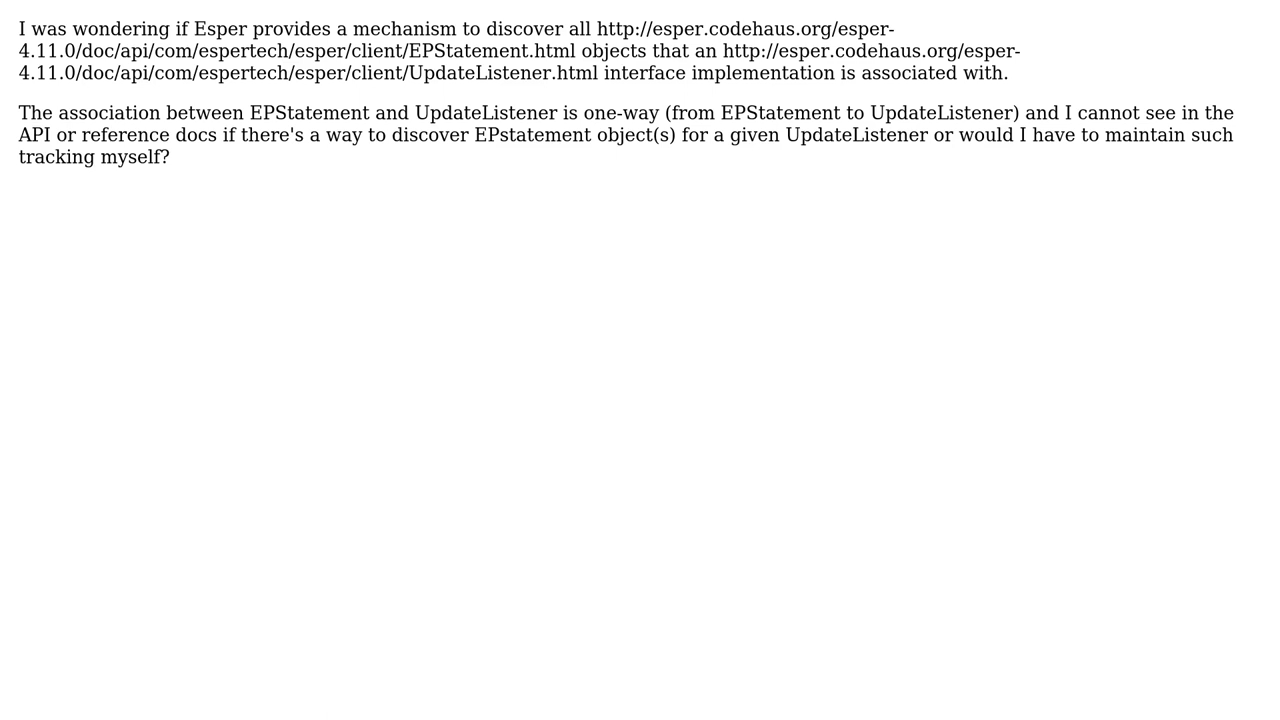 I was wondering if Esper provides a mechanism to discover all http://esper.codehaus.org/esper-
4.11.0/doc/api/com/espertech/esper/client/EPStatement.html objects that an http://esper.codehaus.org/esper-
4.11.0/doc/api/com/espertech/esper/client/UpdateListener.html interface implementation is associated with.
The association between EPStatement and UpdateListener is one-way (from EPStatement to UpdateListener) and I cannot see in the
API or reference docs if there's a way to discover EPstatement object(s) for a given UpdateListener or would I have to maintain such
tracking myself?